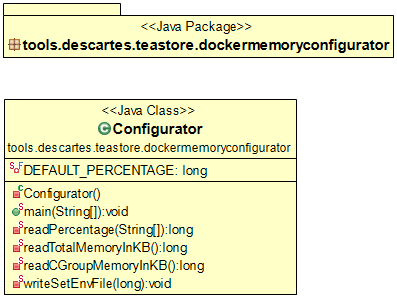 <<Java Package>>
tools.descartes.teastore.dockermemoryconfigurator
<<Java Class>>
Configurator
tools.descartes.teastore.dockermemoryconfigurator
DEFAULT_PERCENTAGE: long
Configurator()
main(String[]):void
readPercentage(String[]):long
readTotalMemoryInKB():long
readCGroupMemoryInKB():long
writeSetEnvFile(long):void